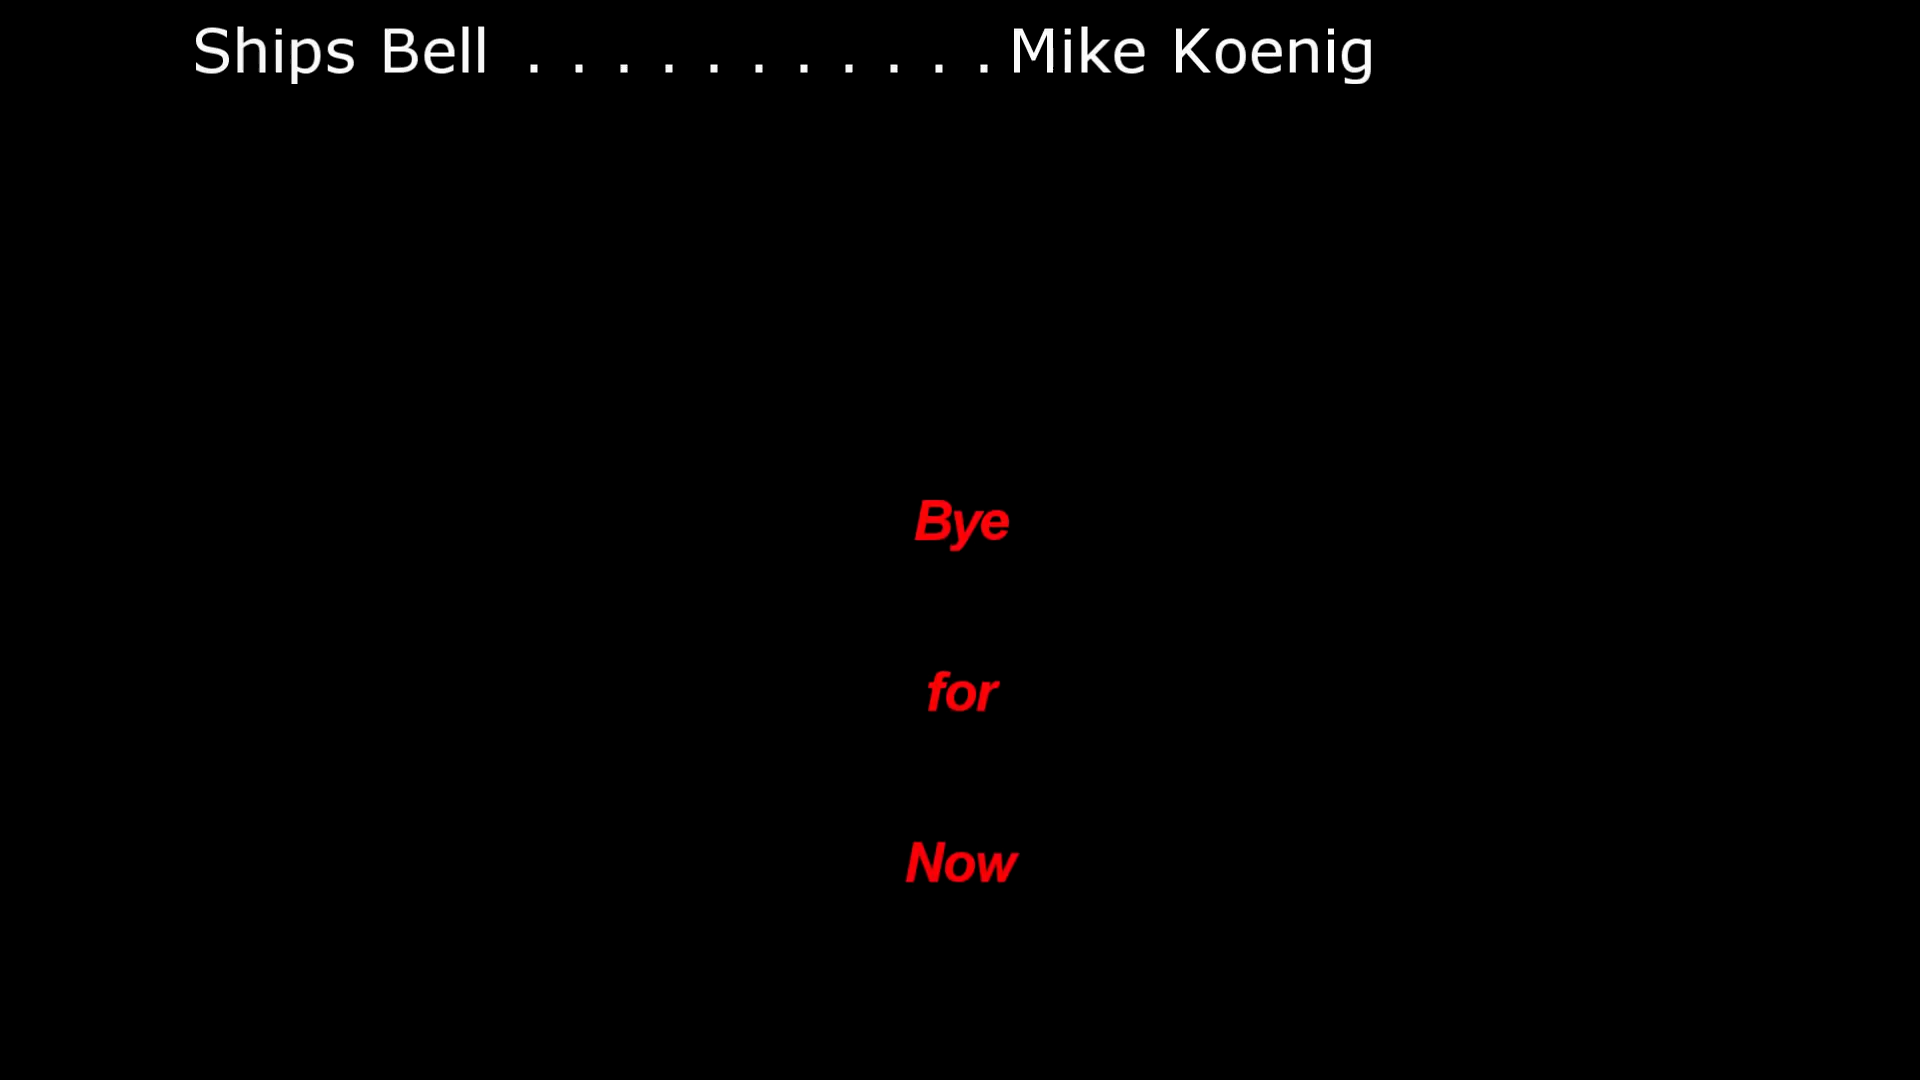 Ships Bell . . . . . . . . . . . Mike Koenig
Bye
for
Now